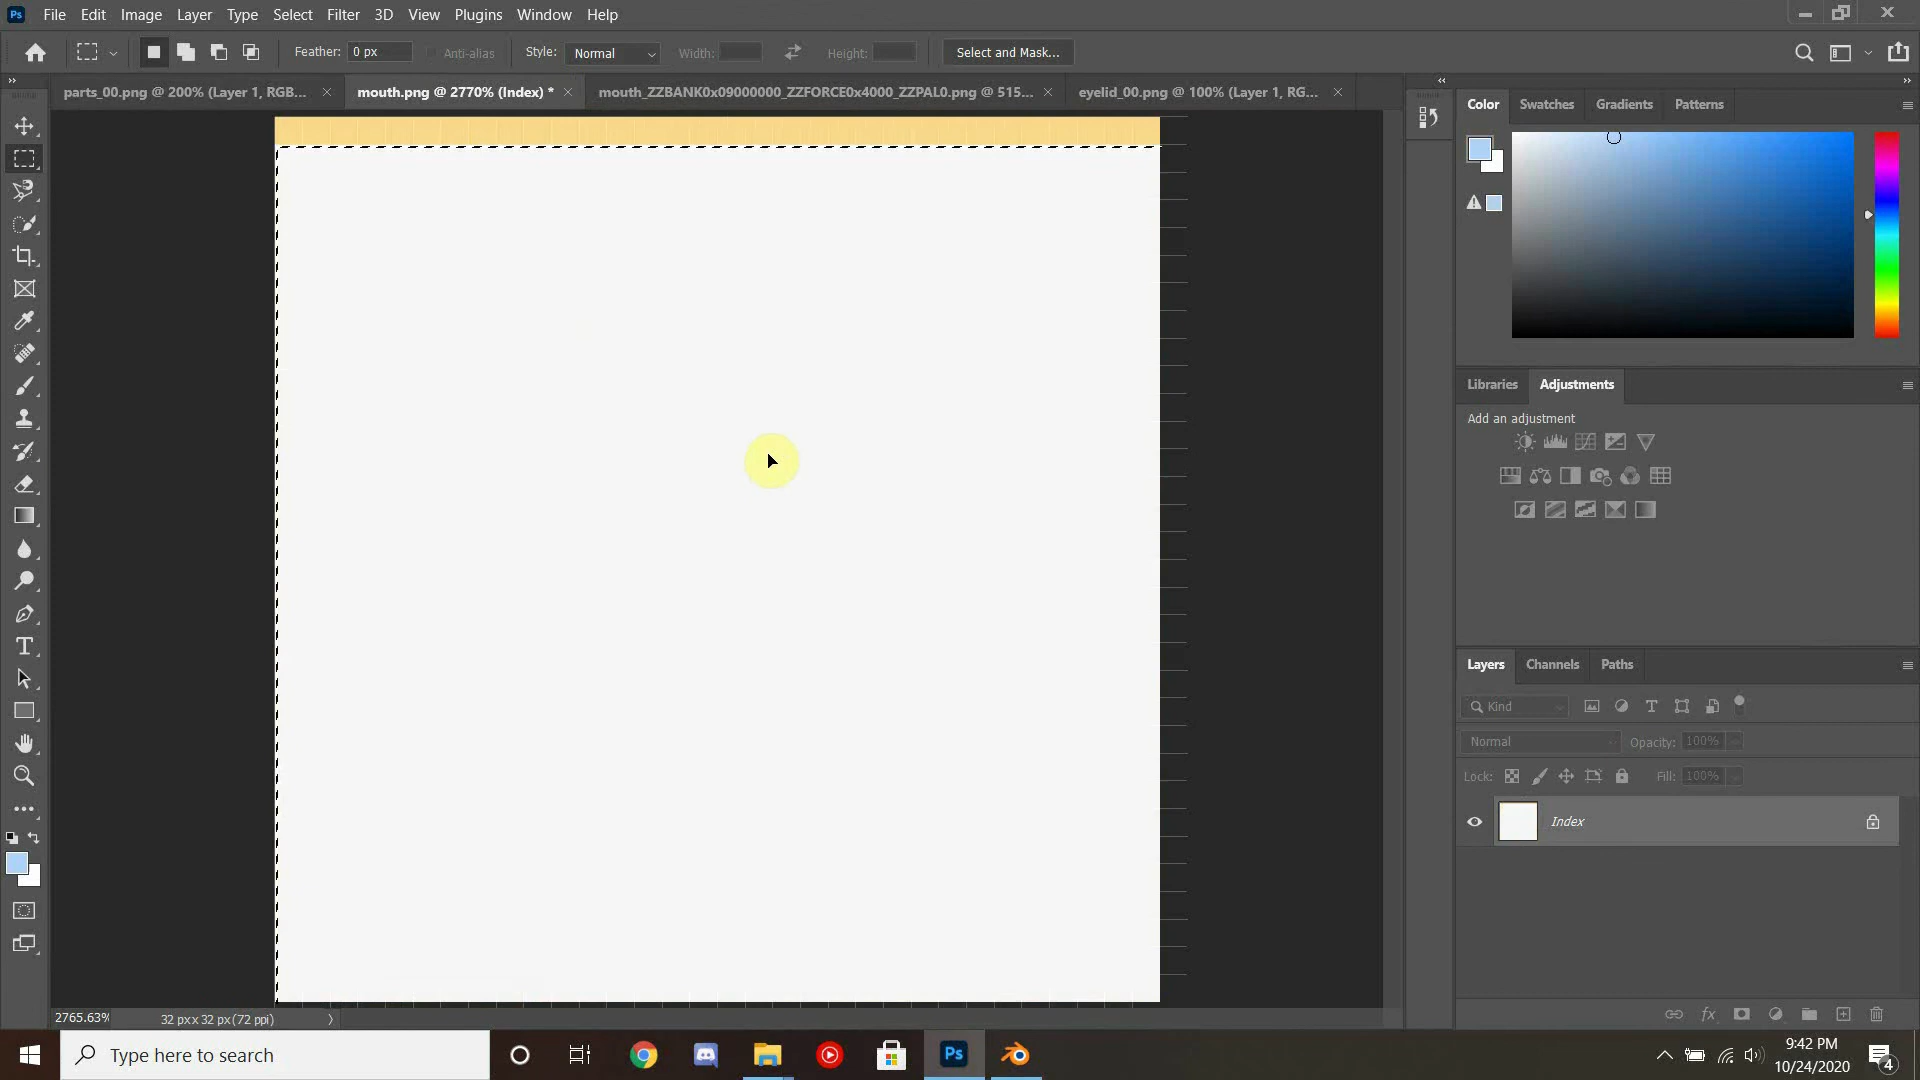 Ps File Edit Image Layer Type Select Filter 3D View Plugins Window Help
Feather: 0 px Anti-alias Style: Normal Width: Height: Select and Mask...
parts_00.png @ 200% (Layer 1, RGB... mouth.png @ 2770% (Index) * mouth_ZZBANK0x09000000_ZZFORCE0x4000_ZZPAL0.png @ 515... eyelid_00.png @ 100% (Layer 1, RG...
Color Swatches Gradients Patterns
Libraries Adjustments
Add an adjustment
Layers Channels Paths
Kind
Normal Opacity: 100%
Lock: Fill: 100%
Index
2765.63% 32 px x 32 px (72 ppi)
Type here to search
Ps
9:42 PM
10/24/2020
4